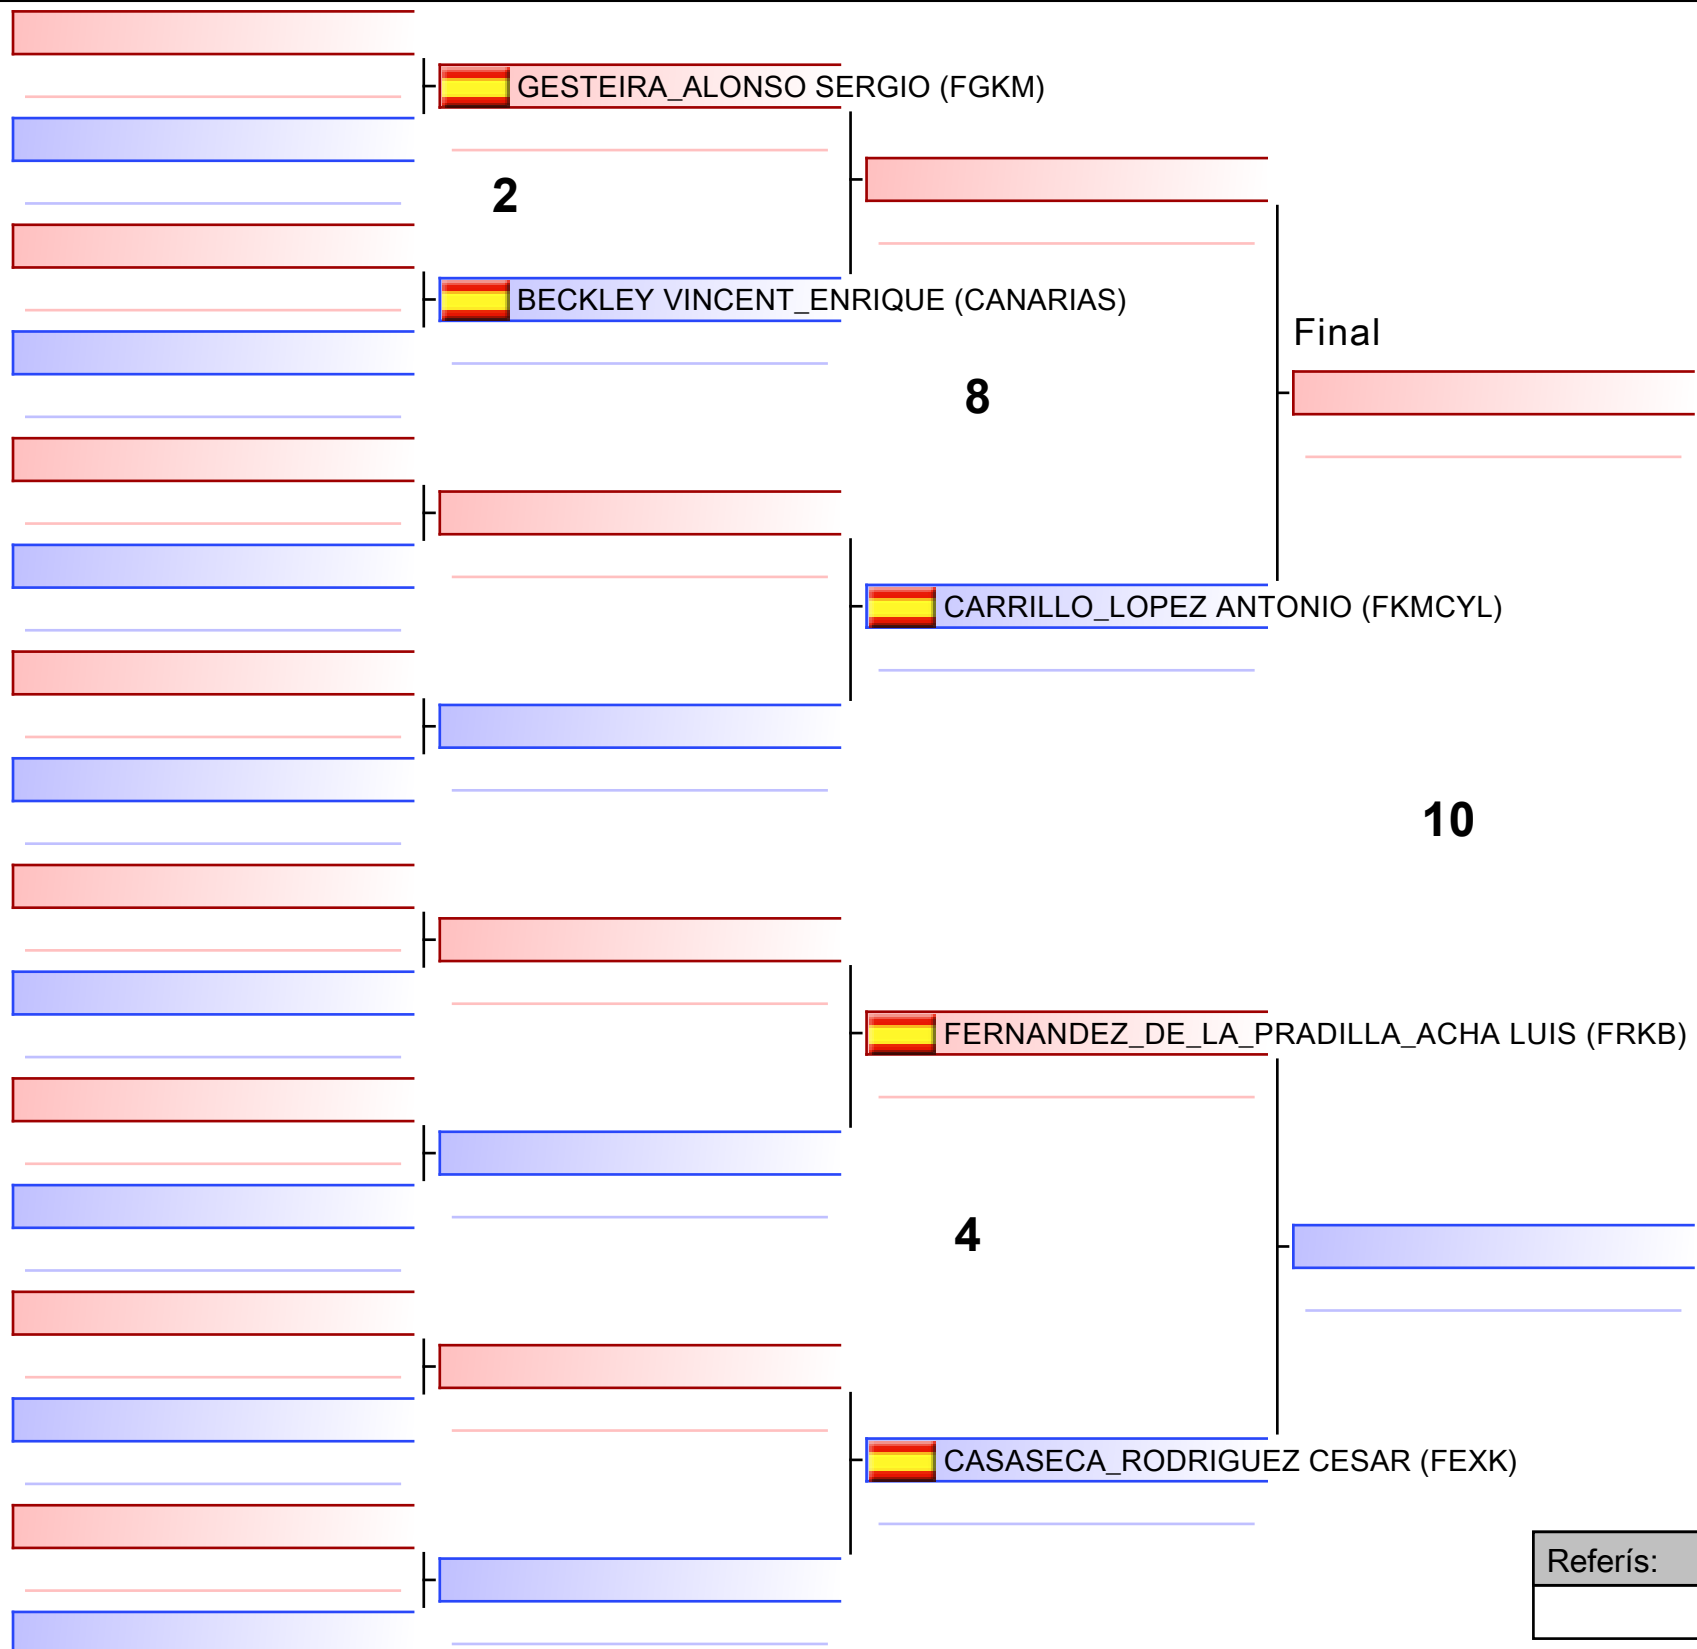 GESTEIRA_ALONSO SERGIO (FGKM)
2
BECKLEY VINCENT_ENRIQUE (CANARIAS)
Final
8
CARRILLO_LOPEZ ANTONIO (FKMCYL)
10
FERNANDEZ_DE_LA_PRADILLA_ACHA LUIS (FRKB)
4
CASASECA_RODRIGUEZ CESAR (FEXK)
Referís: